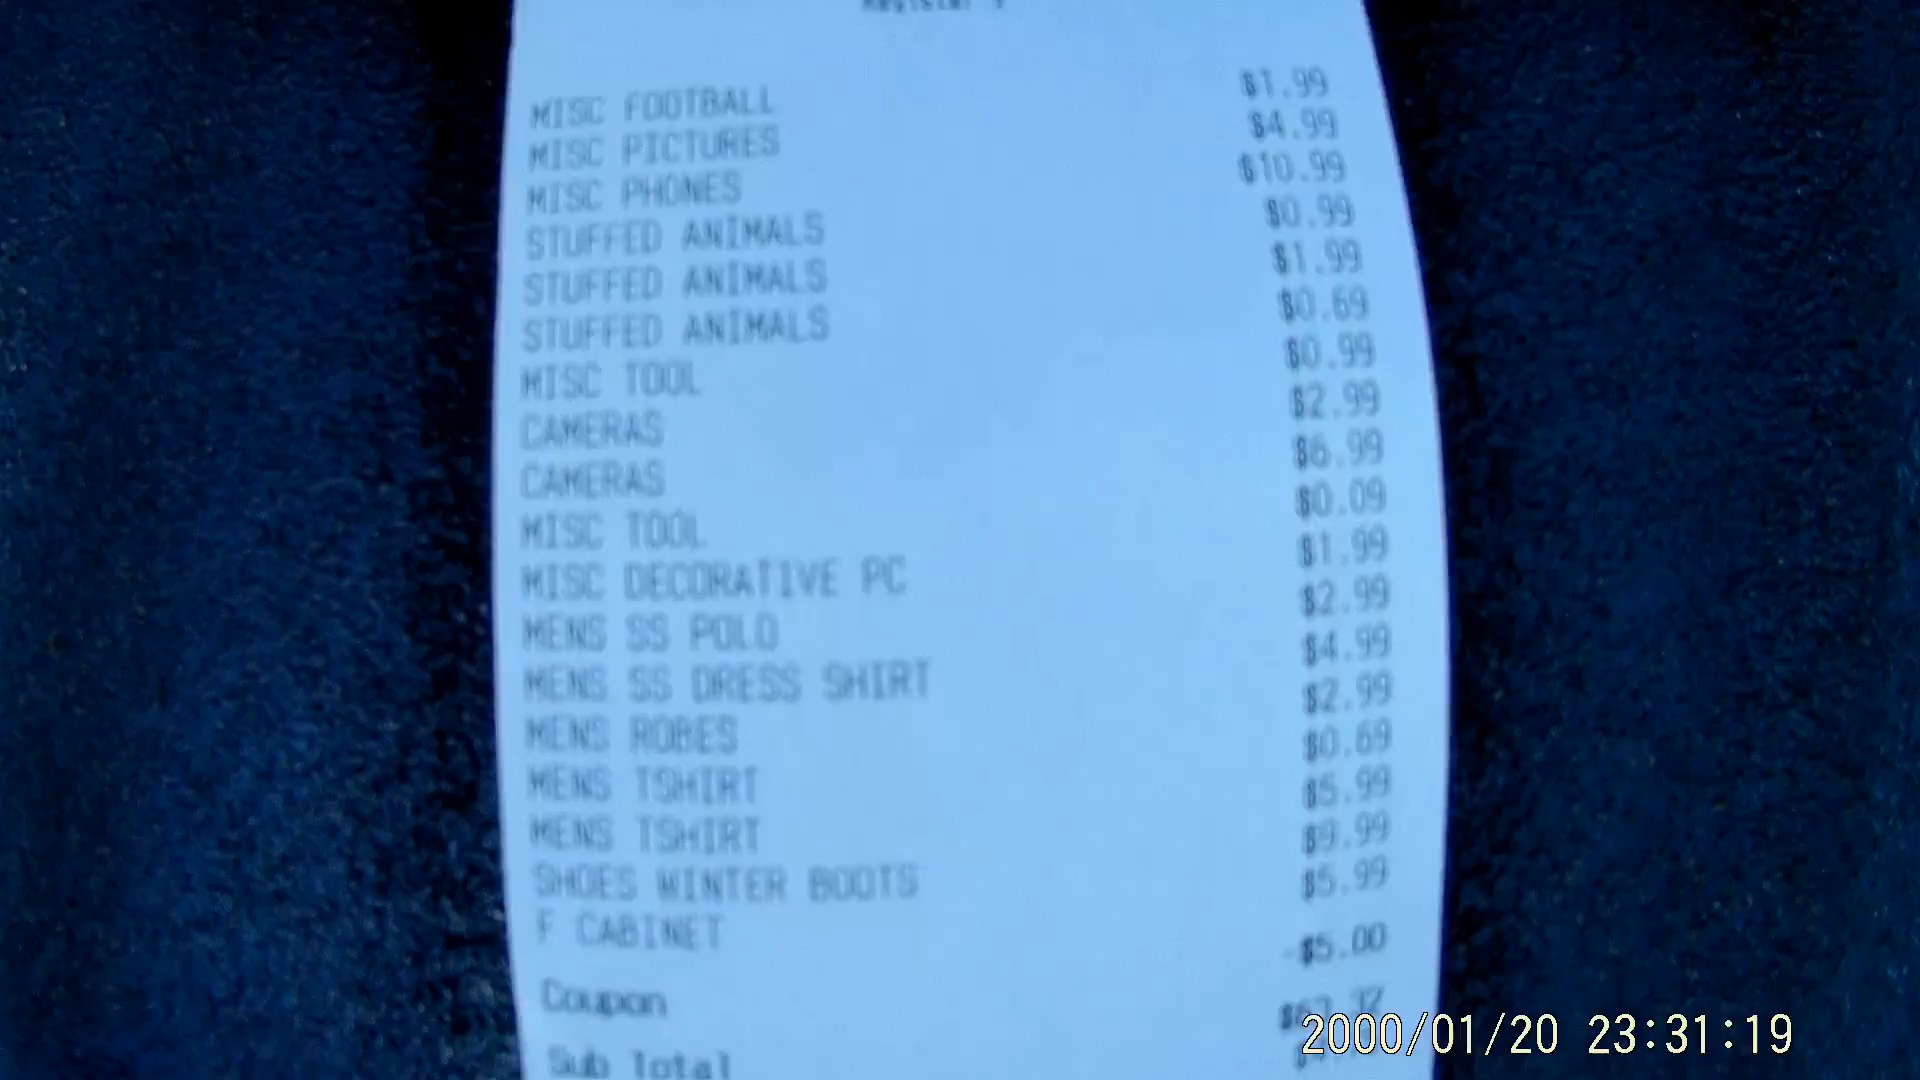 Register
MISC FOOTBALL $1.99
MISC PICTURES $4.99
MISC PHONES $10.99
STUFFED ANIMALS $0.99
STUFFED ANIMALS $1.99
STUFFED ANIMALS $0.69
MISC TOOL $0.99
CAMERAS $2.99
CAMERAS $6.99
MISC TOOL $0.09
MISC DECORATIVE PC $1.99
MENS SS POLO $2.99
MENS SS DRESS SHIRT $4.99
MENS ROBES $2.99
MENS TSHIRT $0.69
MENS TSHIRT $5.99
SHOES WINTER BOOTS $9.99
F CABINET $5.99
Coupon -$5.00
Sub Total
2000/01/20 23:31:19